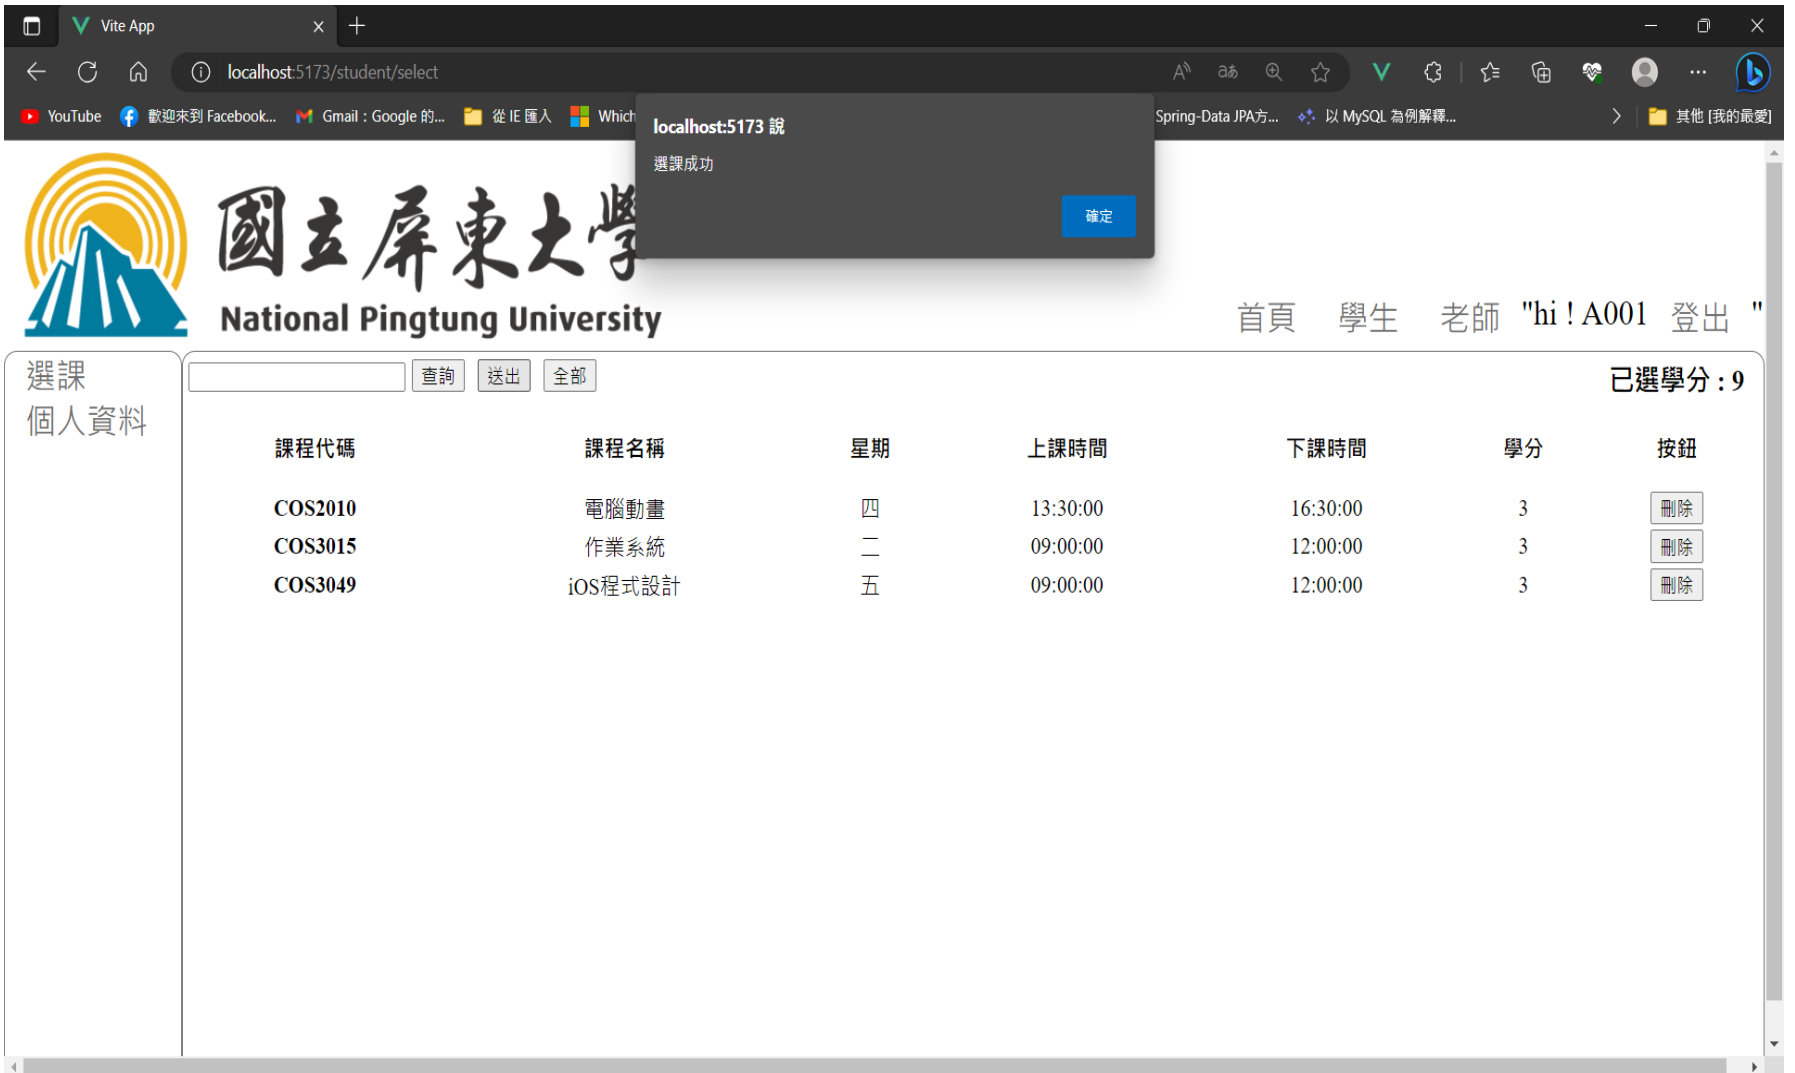 Vite App
localhost:5173/student/select
YouTube 歡迎來到 Facebook... Gmail：Google 的... 從 IE 匯入 Which Spring-Data JPA方... 以 MySQL 為例解釋... 其他 [我的最愛]
localhost:5173 說
選課成功
確定
國立屏東大學
National Pingtung University
首頁 學生 老師 "hi ! A001 登出 "
選課
個人資料
查詢 送出 全部 已選學分 : 9
課程代碼 課程名稱 星期 上課時間 下課時間 學分 按鈕
COS2010 電腦動畫 四 13:30:00 16:30:00 3 刪除
COS3015 作業系統 二 09:00:00 12:00:00 3 刪除
COS3049 iOS程式設計 五 09:00:00 12:00:00 3 刪除